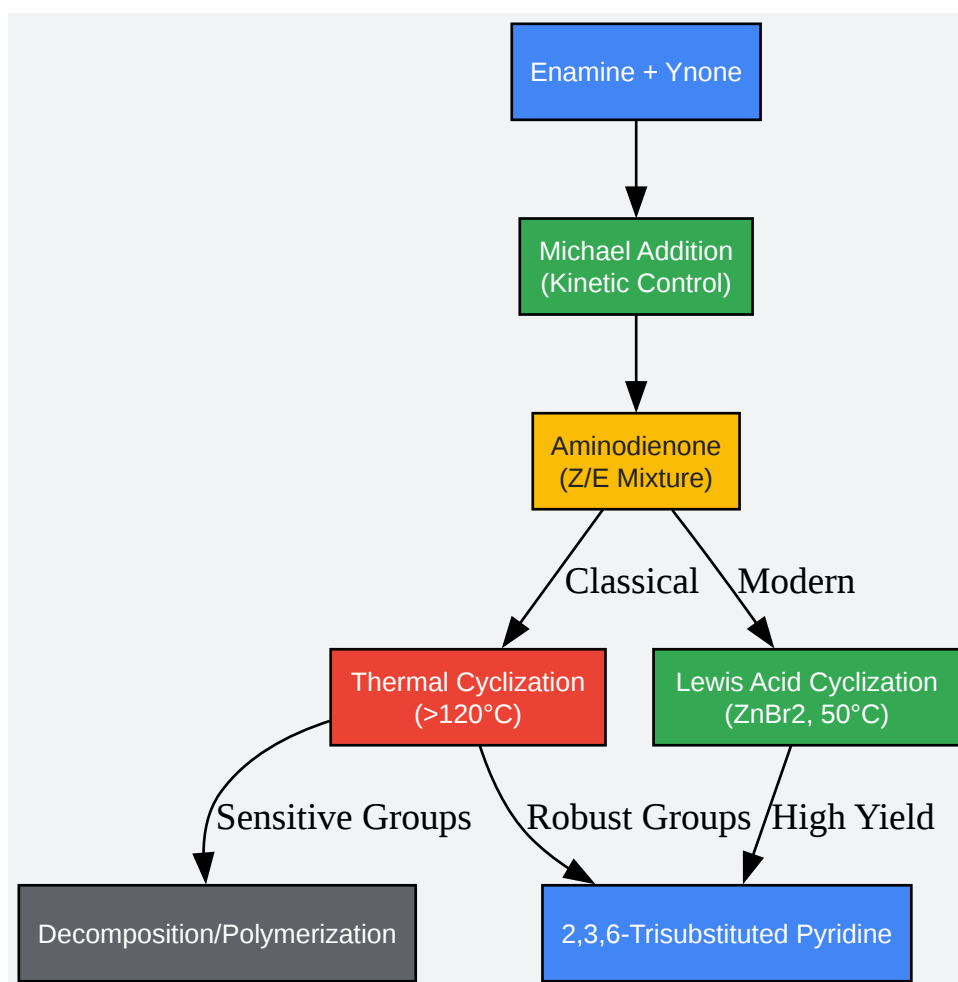 Enamine + Ynone
Michael Addition
(Kinetic Control)
Aminodienone
(Z/E Mixture)
Classical
Modern
Thermal Cyclization
(>120°C)
Lewis Acid Cyclization
(ZnBr2, 50°C)
Sensitive Groups
Robust Groups
High Yield
Decomposition/Polymerization
2,3,6-Trisubstituted Pyridine